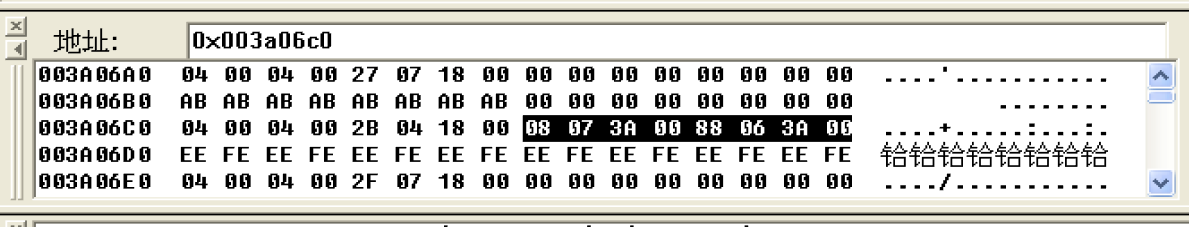 地址: 0x003a06c0
003A06A0 04 00 04 00 27 07 18 00 00 00 00 00 00 00 00 00 ....'...........
003A06B0 AB AB AB AB AB AB AB AB 00 00 00 00 00 00 00 00 ........
003A06C0 04 00 04 00 2B 04 18 00 08 07 3A 00 88 06 3A 00 ....+.....:...:.
003A06D0 EE FE EE FE EE FE EE FE EE FE EE FE EE FE EE FE 铪铪铪铪铪铪铪铪
003A06E0 04 00 04 00 2F 07 18 00 00 00 00 00 00 00 00 00 ..../...........